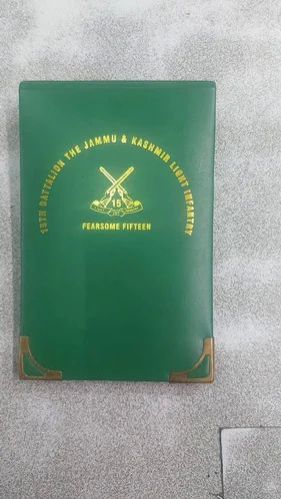 15TH BATTALION THE JAMMU & KASHMIR LIGHT INFANTRY
15
FEARSOME FIFTEEN